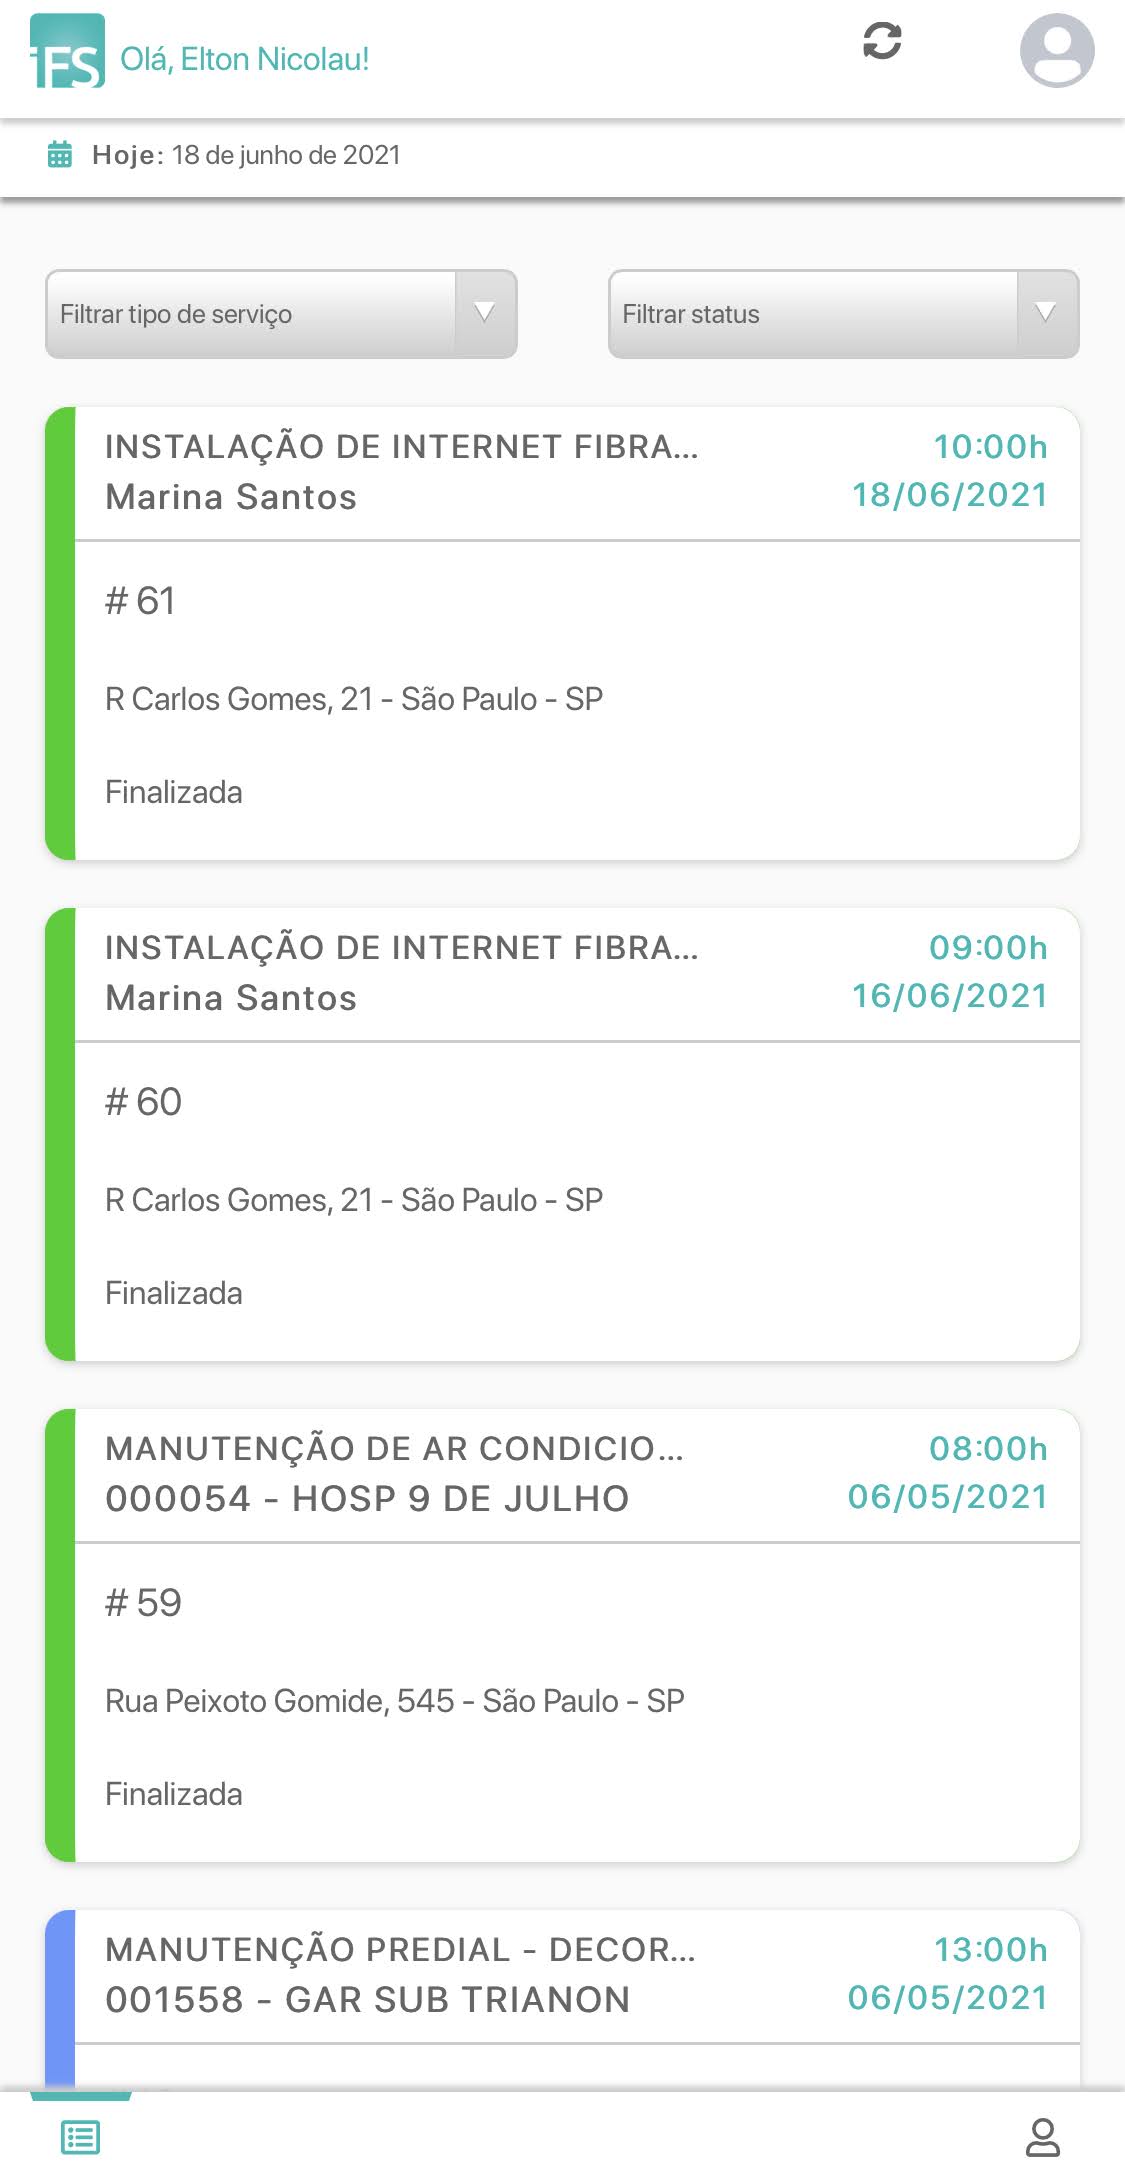 iFS
Olá, Elton Nicolau!
Hoje: 18 de junho de 2021
Filtrar tipo de serviço
Filtrar status
INSTALAÇÃO DE INTERNET FIBRA... 10:00h
Marina Santos 18/06/2021
# 61
R Carlos Gomes, 21 - São Paulo - SP
Finalizada
INSTALAÇÃO DE INTERNET FIBRA... 09:00h
Marina Santos 16/06/2021
# 60
R Carlos Gomes, 21 - São Paulo - SP
Finalizada
MANUTENÇÃO DE AR CONDICIO... 08:00h
000054 - HOSP 9 DE JULHO 06/05/2021
# 59
Rua Peixoto Gomide, 545 - São Paulo - SP
Finalizada
MANUTENÇÃO PREDIAL - DECOR... 13:00h
001558 - GAR SUB TRIANON 06/05/2021